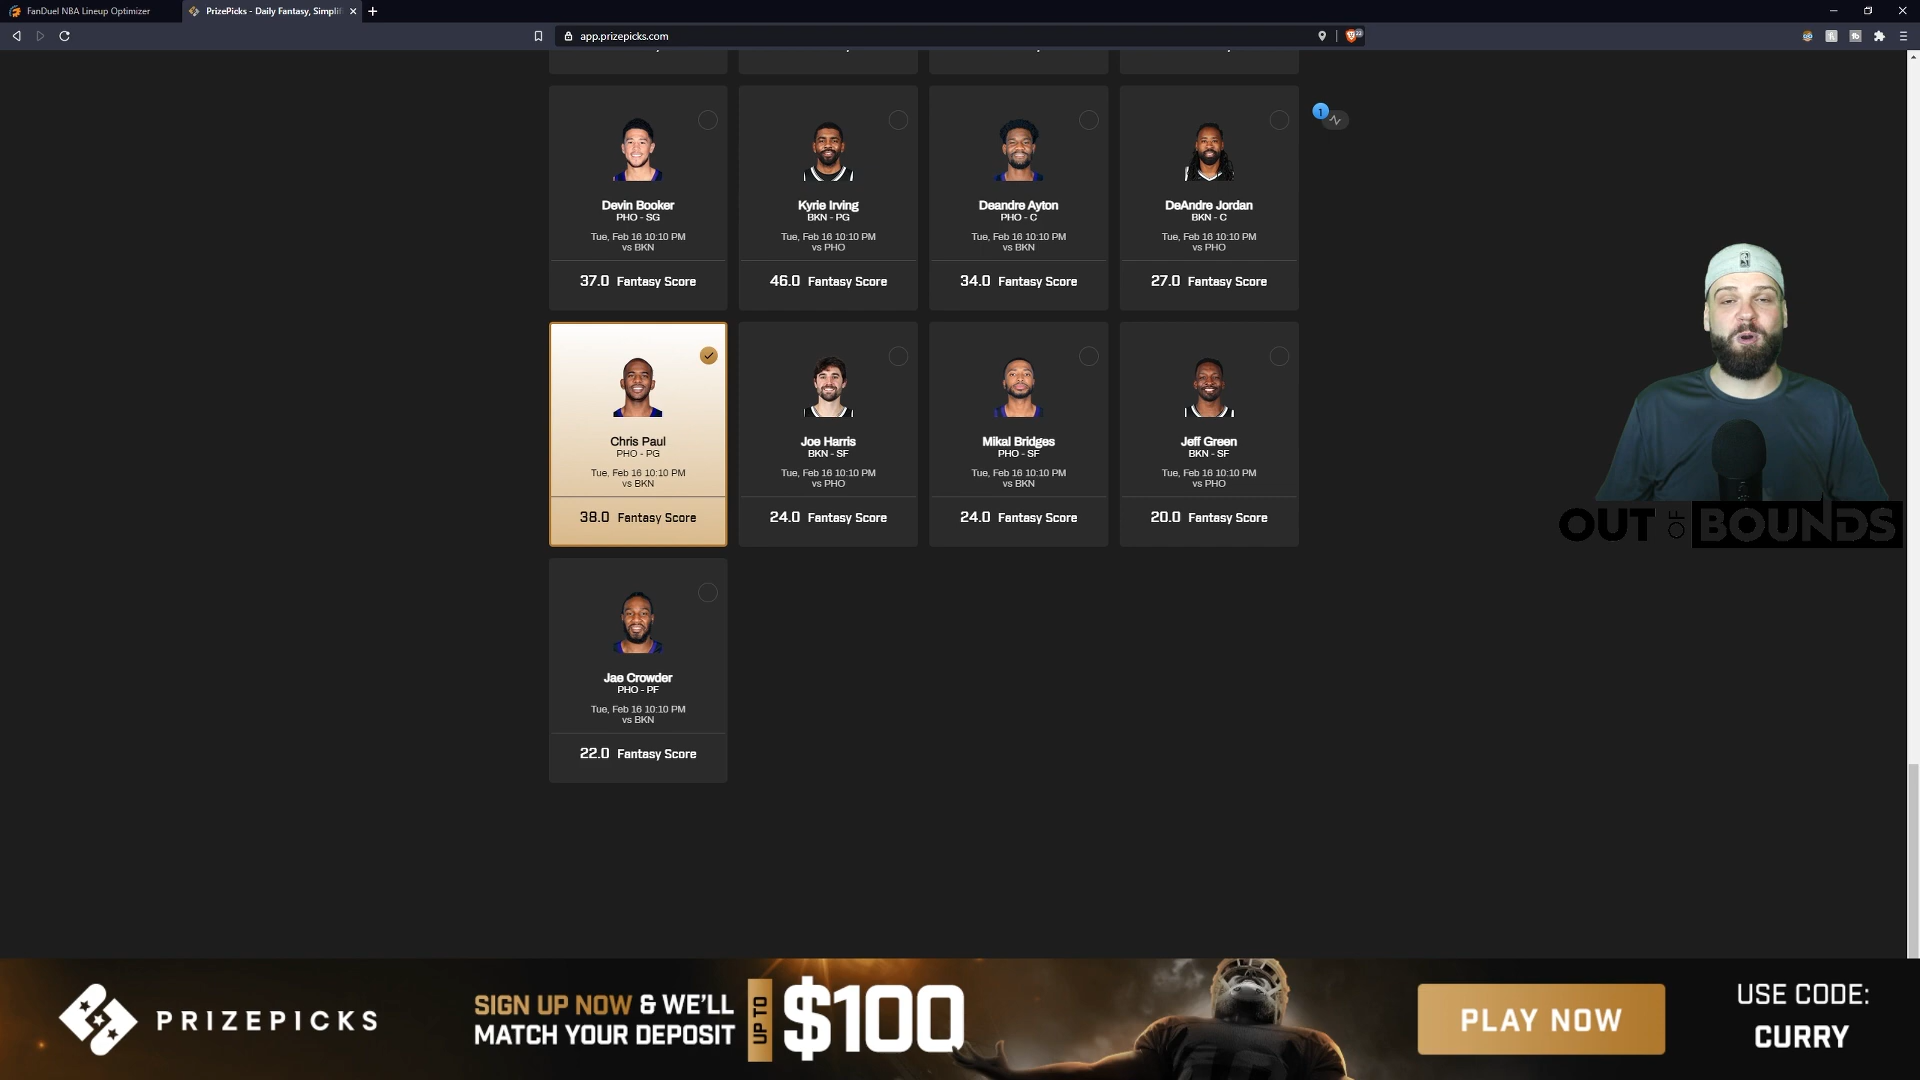 FanDuel NBA Lineup Optimizer
PrizePicks - Daily Fantasy, Simplifi
app.prizepicks.com
Devin Booker
PHO - SG
Tue, Feb 16 10:10 PM
vs BKN
37.0 Fantasy Score
Kyrie Irving
BKN - PG
Tue, Feb 16 10:10 PM
vs PHO
46.0 Fantasy Score
Deandre Ayton
PHO - C
Tue, Feb 16 10:10 PM
vs BKN
34.0 Fantasy Score
DeAndre Jordan
BKN - C
Tue, Feb 16 10:10 PM
vs PHO
27.0 Fantasy Score
1
Chris Paul
PHO - PG
Tue, Feb 16 10:10 PM
vs BKN
38.0 Fantasy Score
Joe Harris
BKN - SF
Tue, Feb 16 10:10 PM
vs PHO
24.0 Fantasy Score
Mikal Bridges
PHO - SF
Tue, Feb 16 10:10 PM
vs BKN
24.0 Fantasy Score
Jeff Green
BKN - SF
Tue, Feb 16 10:10 PM
vs PHO
20.0 Fantasy Score
OUT OF BOUNDS
Jae Crowder
PHO - PF
Tue, Feb 16 10:10 PM
vs BKN
22.0 Fantasy Score
PRIZEPICKS
SIGN UP NOW & WE'LL
MATCH YOUR DEPOSIT
UP TO
$100
PLAY NOW
USE CODE:
CURRY